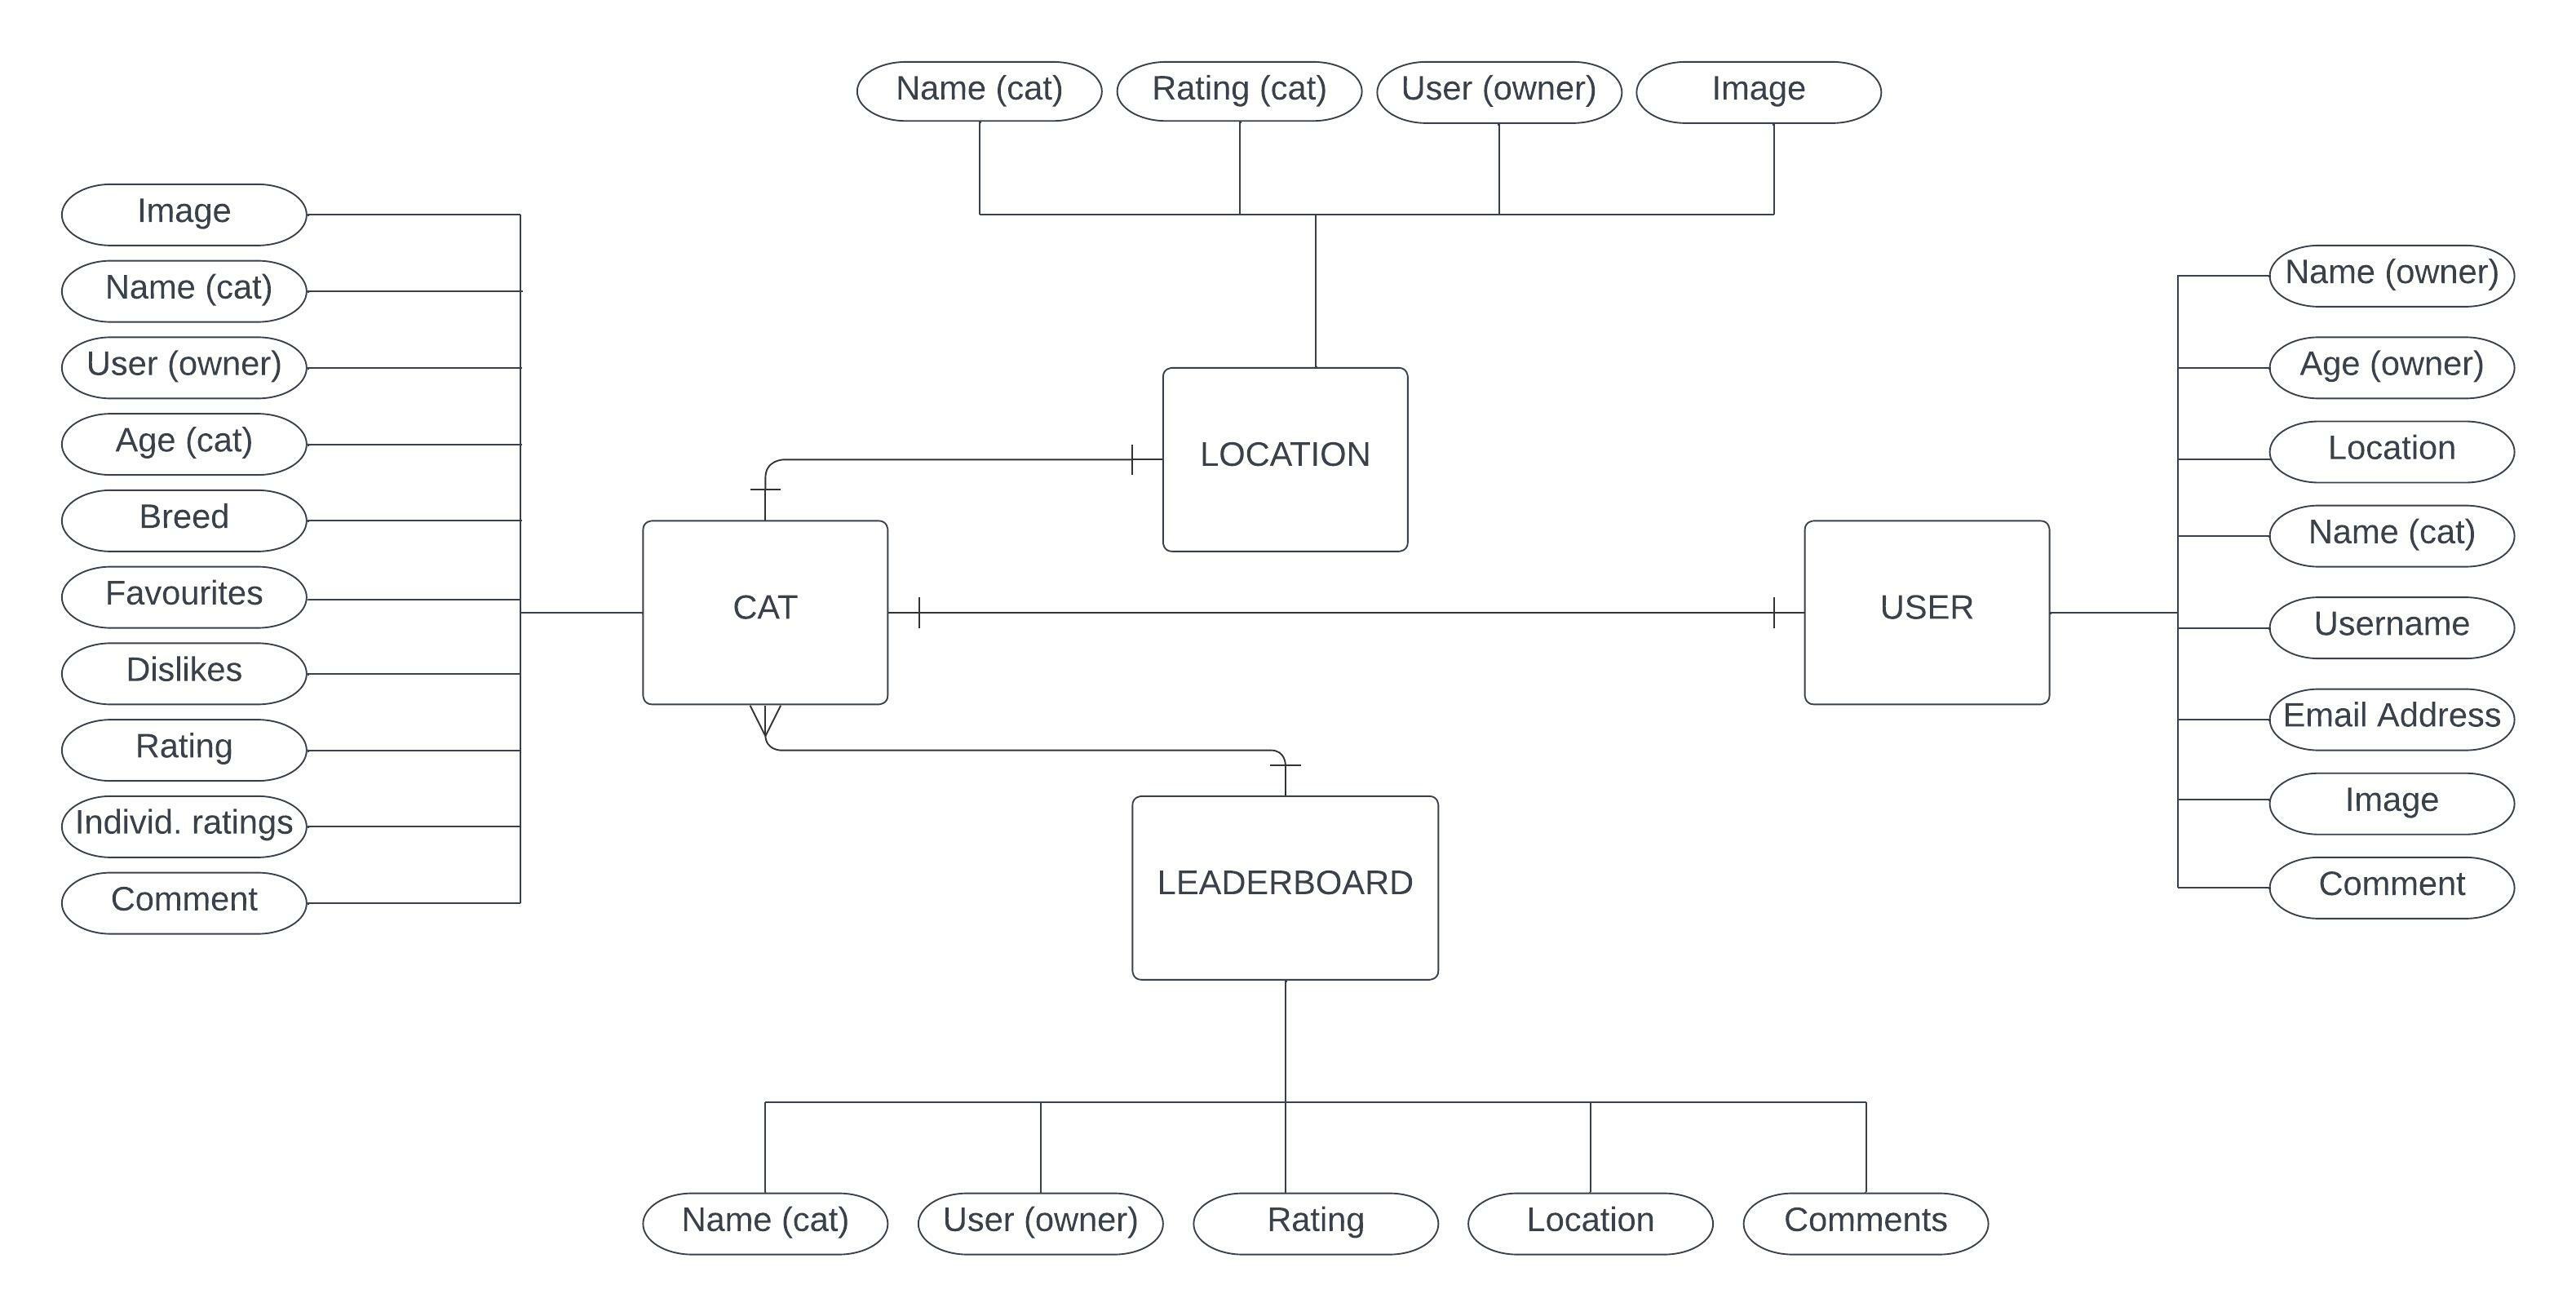 Name (cat)
Rating (cat)
User (owner)
Image
Image
Name (cat)
User (owner)
Age (cat)
Breed
Favourites
Dislikes
Rating
Individ. ratings
Comment
LOCATION
CAT
USER
LEADERBOARD
Name (owner)
Age (owner)
Location
Name (cat)
Username
Email Address
Image
Comment
Name (cat)
User (owner)
Rating
Location
Comments